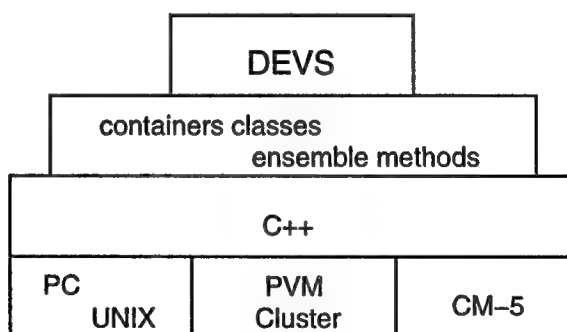 DEVS
containers classes
ensemble methods
C++
PC
UNIX
PVM
Cluster
CM-5